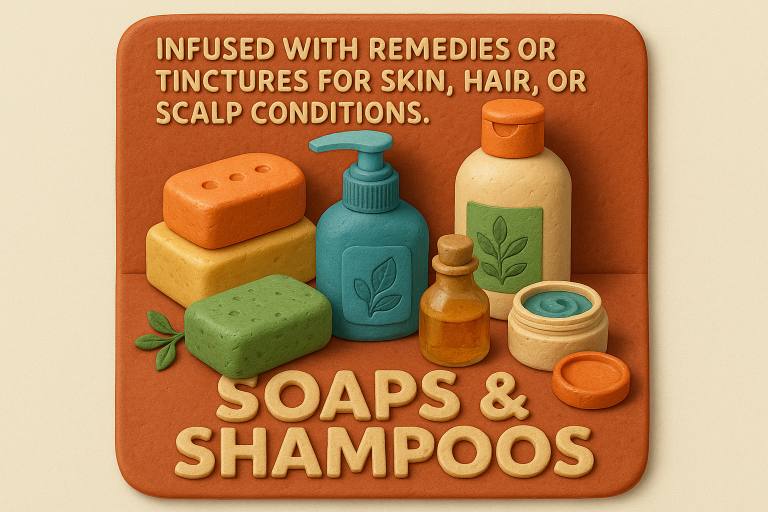 INFUSED WITH REMEDIES OR
TINCTURES FOR SKIN, HAIR, OR
SCALP CONDITIONS.
SOAPS &
SHAMPOOS